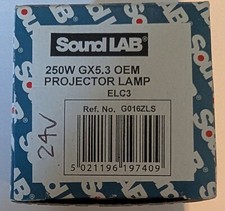 Sound LAB®
250W GX5.3 OEM
PROJECTOR LAMP
ELC3
Ref. No. G016ZLS
24V
5 021196 197409